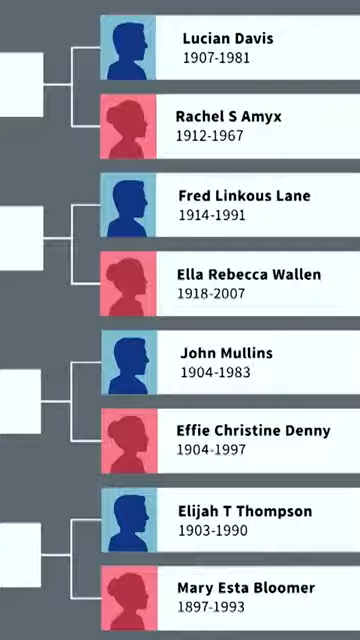 Lucian Davis
1907-1981
Rachel S Amyx
1912-1967
Fred Linkous Lane
1914-1991
Ella Rebecca Wallen
1918-2007
John Mullins
1904-1983
Effie Christine Denny
1904-1997
Elijah T Thompson
1903-1990
Mary Esta Bloomer
1897-1993